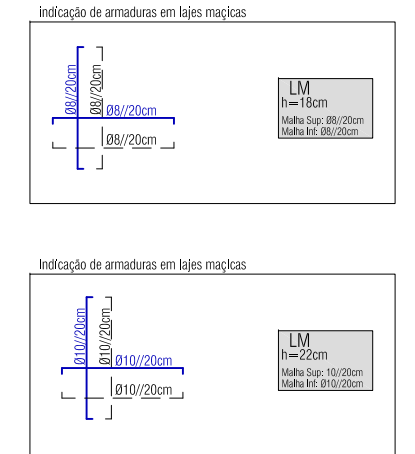 indicação de armaduras em lajes maçicas
Ø8//20cm
Ø8//20cm
Ø8//20cm
Ø8//20cm
LM
h=18cm
Malha Sup: Ø8//20cm
Malha Inf: Ø8//20cm
Indicação de armaduras em lajes maçicas
Ø10//20cm
Ø10//20cm
Ø10//20cm
Ø10//20cm
LM
h=22cm
Malha Sup: 10//20cm
Malha Inf: Ø10//20cm